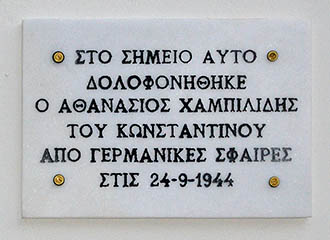 ΣΤΟ ΣΗΜΕΙΟ ΑΥΤΟ
ΔΟΛΟΦΟΝΗΘΗΚΕ
Ο ΑΘΑΝΑΣΙΟΣ ΧΑΜΠΙΛΙΔΗΣ
ΤΟΥ ΚΩΝΣΤΑΝΤΙΝΟΥ
ΑΠΟ ΓΕΡΜΑΝΙΚΕΣ ΣΦΑΙΡΕΣ
ΣΤΙΣ 24-9-1944